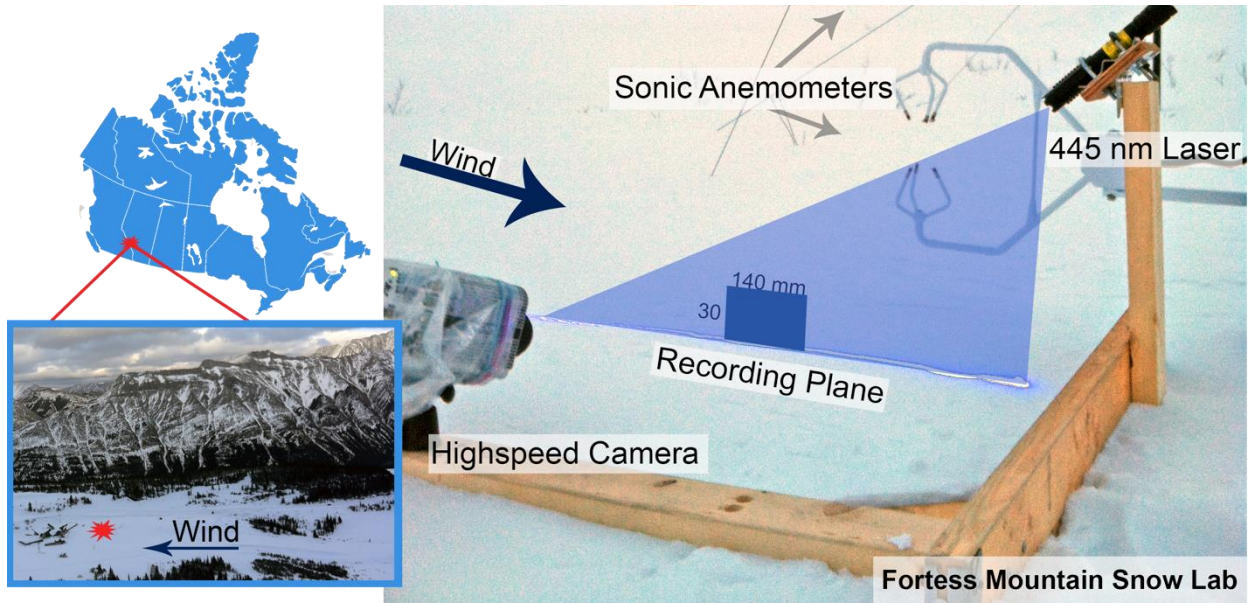 Sonic Anemometers
Wind
445 nm Laser
140 mm
30
Recording Plane
Highspeed Camera
Wind
Fortess Mountain Snow Lab